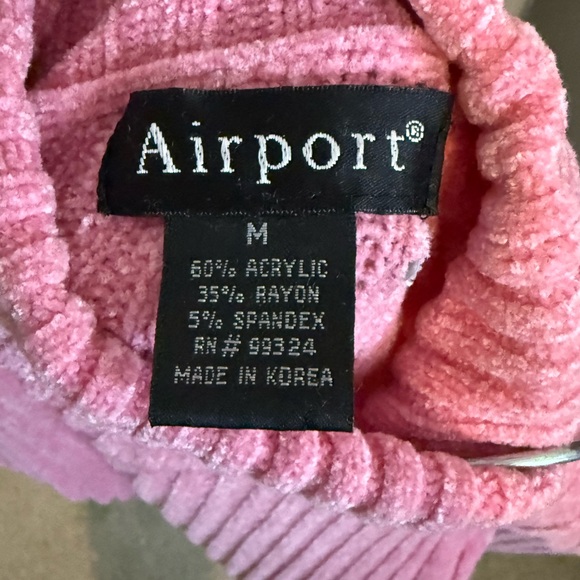 Airport®
M
60% ACRYLIC
35% RAYON
5% SPANDEX
RN# 99324
MADE IN KOREA